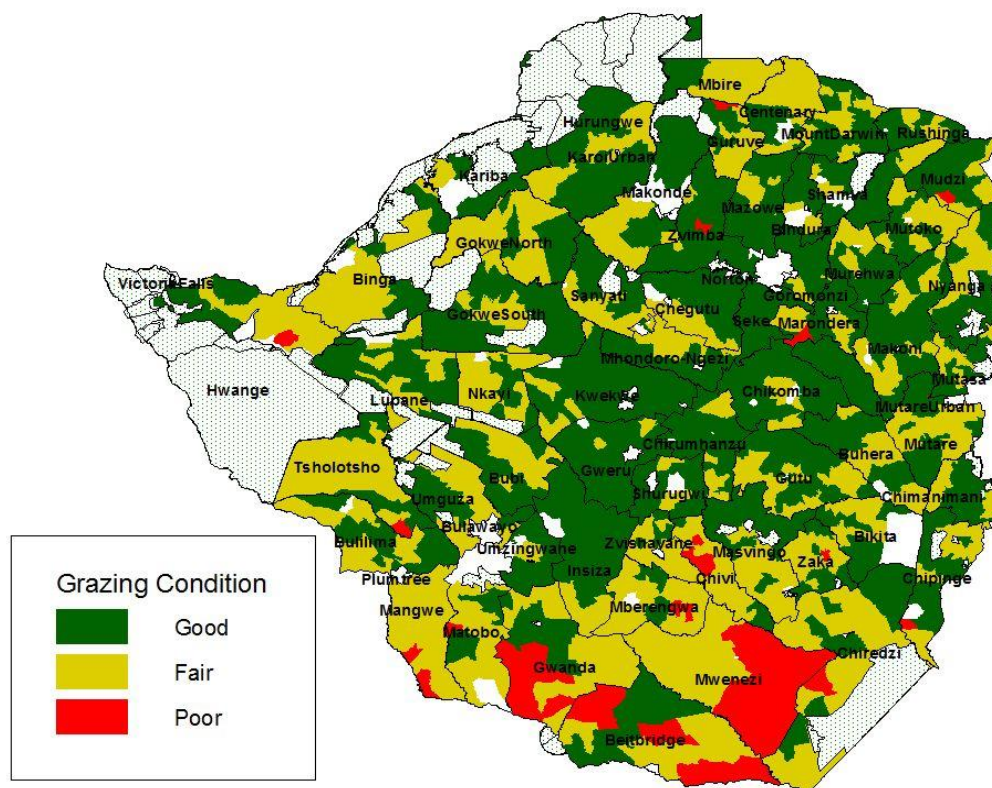 Mbire
Centenary
Hurungwe
Guruve
MountDarwin
Rushinga
KaroiUrban
Kariba
Makonde
Shamva
Mudzi
Mazowe
Zvimba
Bindura
Mutoko
GokweNorth
Binga
VictoriaFalls
Norton
Murehwa
Nyanga
Sanyati
Goromonzi
Chegutu
GokweSouth
Seke
Marondera
Makoni
Mhondoro-Ngezi
Hwange
Nkayi
Kwekwe
Chikomba
Mutasa
Lupane
MutareUrban
Chirumhanzu
Mutare
Buhera
Tsholotsho
Bubi
Gweru
Gutu
Shurugwi
Umguza
Chimanimani
Bulawayo
Bulilima
Umzingwane
Zvishavane
Masvingo
Bikita
Zaka
Plumtree
Insiza
Chivi
Chipinge
Mangwe
Mberengwa
Matobo
Chiredzi
Gwanda
Mwenezi
Beitbridge
Grazing Condition
Good
Fair
Poor